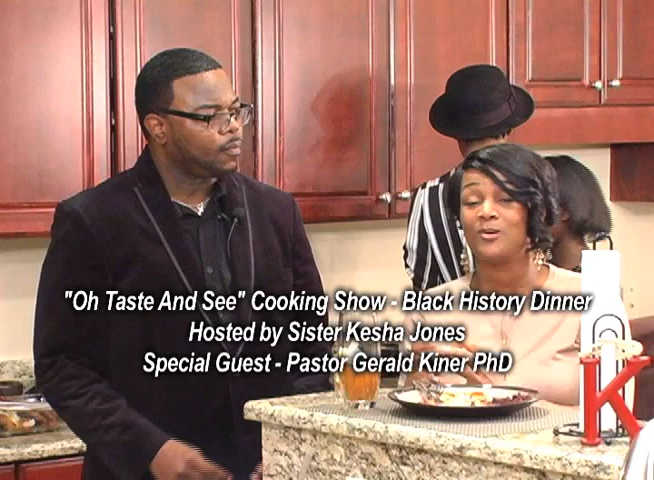 "Oh Taste And See" Cooking Show - Black History Dinner
Hosted by Sister Kesha Jones
Special Guest - Pastor Gerald Kiner PhD
K